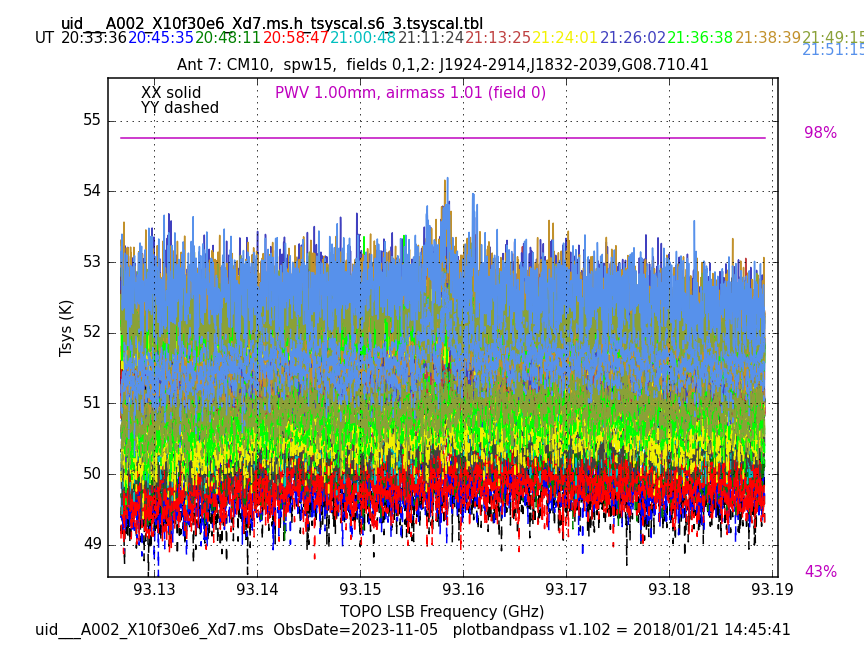 uid___A002_X10f30e6_Xd7.ms.h_tsyscal.s6_3.tsyscal.tbl
UT 20:33:36 20:45:35 20:48:11 20:58:47 21:00:48 21:11:24 21:13:25 21:24:01 21:26:02 21:36:38 21:38:39 21:49:15
21:51:15
Ant 7: CM10,  spw15,  fields 0,1,2: J1924-2914,J1832-2039,G08.710.41
XX solid
PWV 1.00mm, airmass 1.01 (field 0)
YY dashed
98%
55
54
53
52
51
50
49
Tsys (K)
43%
93.13 93.14 93.15 93.16 93.17 93.18 93.19
TOPO LSB Frequency (GHz)
uid___A002_X10f30e6_Xd7.ms  ObsDate=2023-11-05   plotbandpass v1.102 = 2018/01/21 14:45:41